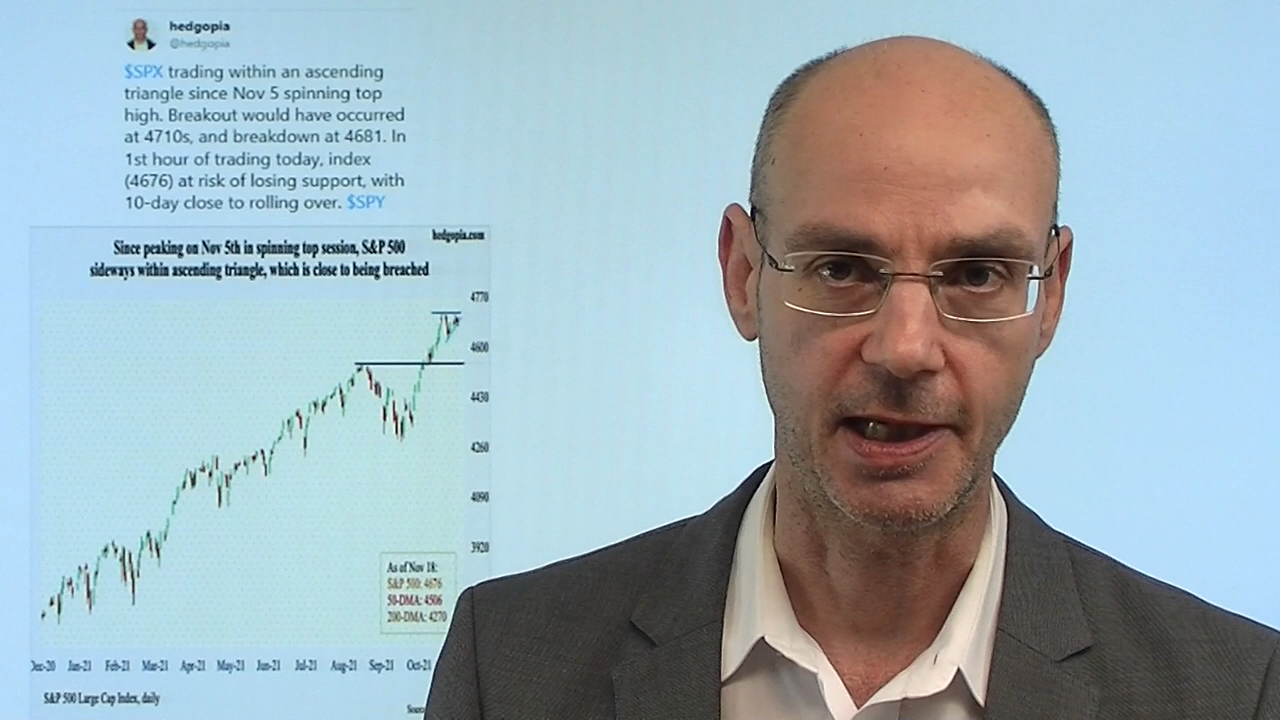 hedgopia
@hedgopia
$SPX trading within an ascending
triangle since Nov 5 spinning top
high. Breakout would have occurred
at 4710s, and breakdown at 4681. In
1st hour of trading today, index
(4676) at risk of losing support, with
10-day close to rolling over. $SPY
hedgopia.com
Since peaking on Nov 5th in spinning top session, S&P 500
sideways within ascending triangle, which is close to being breached
4770
4600
4430
4260
4090
3920
As of Nov 18:
S&P 500: 4676
50-DMA: 4506
200-DMA: 4270
Dec-20 Jan-21 Feb-21 Mar-21 Apr-21 May-21 Jun-21 Jul-21 Aug-21 Sep-21 Oct-21
S&P 500 Large Cap Index, daily